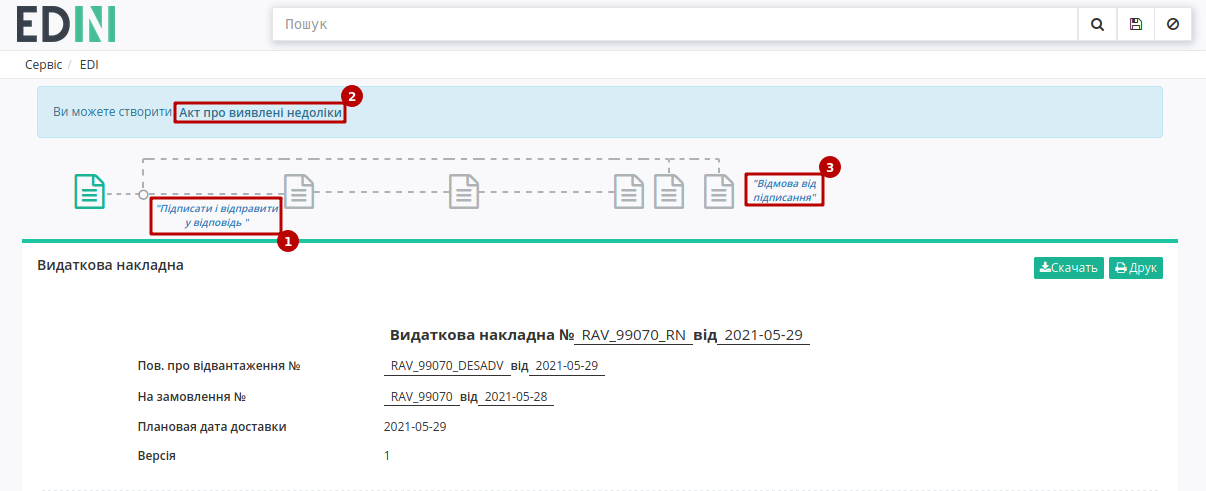 EDIN
Пошук
Сервіс / EDI
2
Ви можете створити Акт про виявлені недоліки
3
"Відмова від
підписання"
"Підписати і відправити
у відповідь "
1
Видаткова накладна
Скачать Друк
Видаткова накладна № RAV_99070_RN від 2021-05-29
Пов. про відвантаження № RAV_99070_DESADV від 2021-05-29
На замовлення № RAV_99070 від 2021-05-28
Плановая дата доставки 2021-05-29
Версія 1